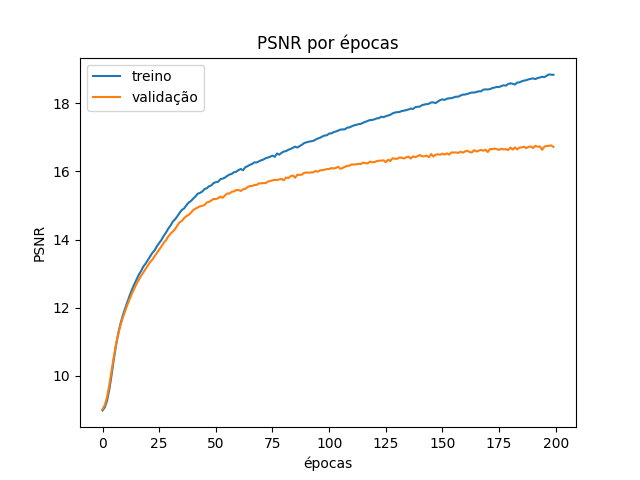 PSNR por épocas
treino
validação
18
16
14
12
10
PSNR
0 25 50 75 100 125 150 175 200
épocas